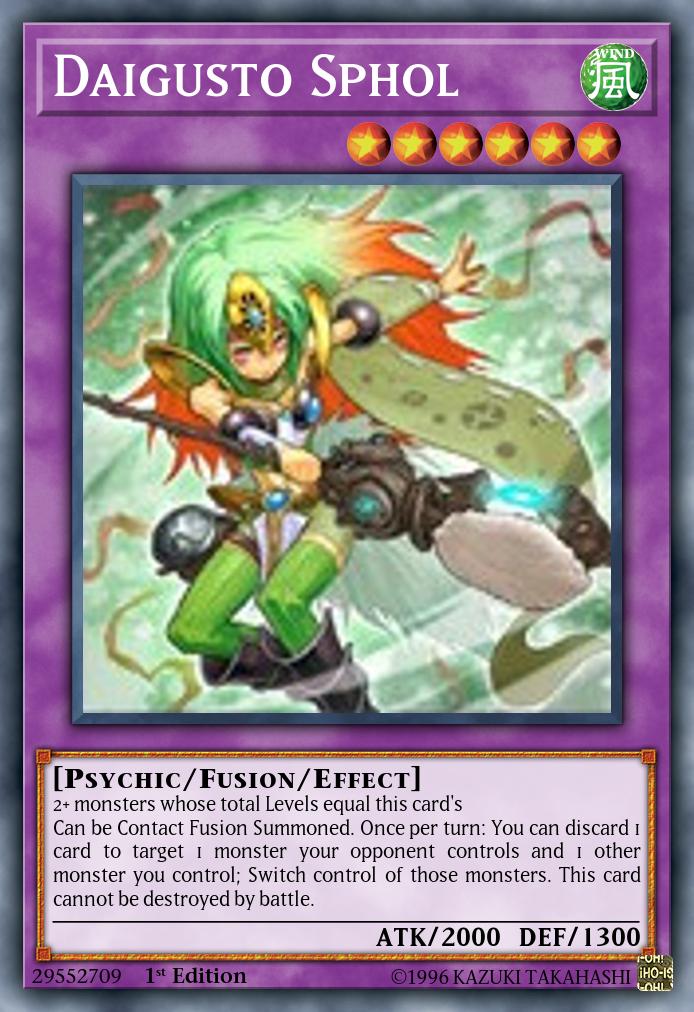 Daigusto Sphol
WIND
風
[Psychic/Fusion/Effect]
2+ monsters whose total Levels equal this card's
Can be Contact Fusion Summoned. Once per turn: You can discard 1
card to target 1 monster your opponent controls and 1 other
monster you control; Switch control of those monsters. This card
cannot be destroyed by battle.
ATK/2000 DEF/1300
29552709 1st Edition ©1996 KAZUKI TAKAHASHI